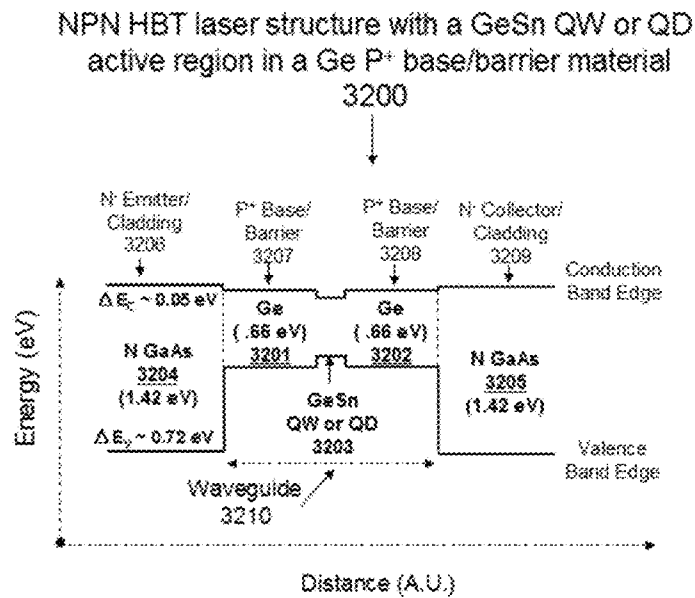 NPN HBT laser structure with a GeSn QW or QD
active region in a Ge P+ base/barrier material
3200
N- Emitter/
Cladding
3206
P+ Base/
Barrier
3207
P+ Base/
Barrier
3208
N- Collector/
Cladding
3209
Conduction
Band Edge
Δ EC ~ 0.05 eV
Ge
( .66 eV)
3201
Ge
( .66 eV)
3202
N GaAs
3204
(1.42 eV)
N GaAs
3205
(1.42 eV)
GeSn
QW or QD
3203
Δ EV ~ 0.72 eV
Valence
Band Edge
Waveguide
3210
Energy (eV)
Distance (A.U.)